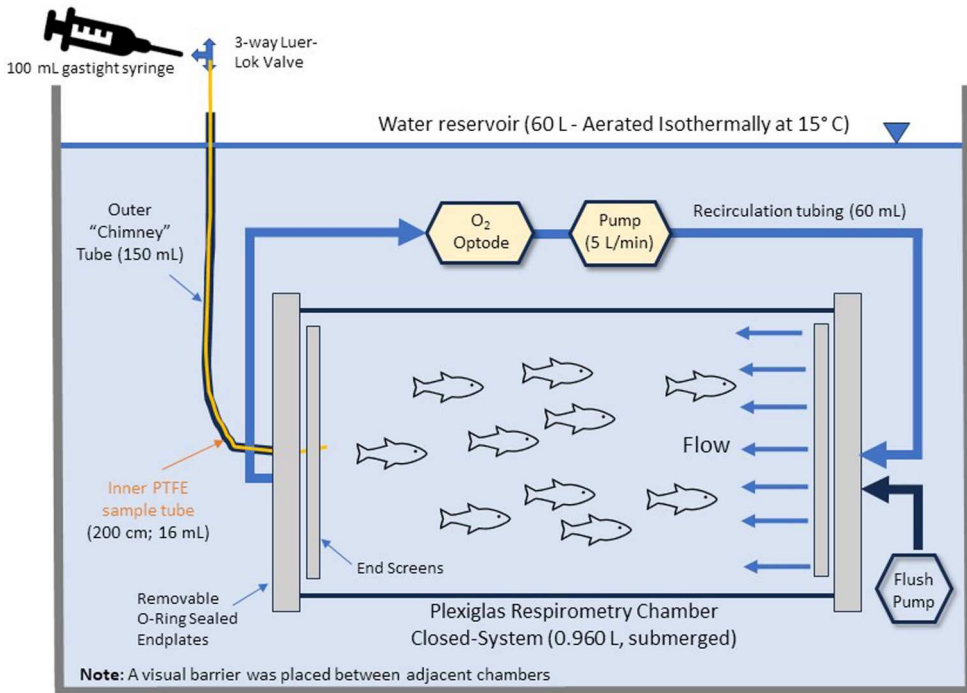 3-way Luer-
Lok Valve
100 mL gastight syringe
Water reservoir (60 L - Aerated Isothermally at 15° C)
Outer
"Chimney"
Tube (150 mL)
O₂
Optode
Pump
(5 L/min)
Recirculation tubing (60 mL)
Flow
Inner PTFE
sample tube
(200 cm; 16 mL)
End Screens
Removable
O-Ring Sealed
Endplates
Plexiglas Respirometry Chamber
Closed-System (0.960 L, submerged)
Flush
Pump
Note: A visual barrier was placed between adjacent chambers